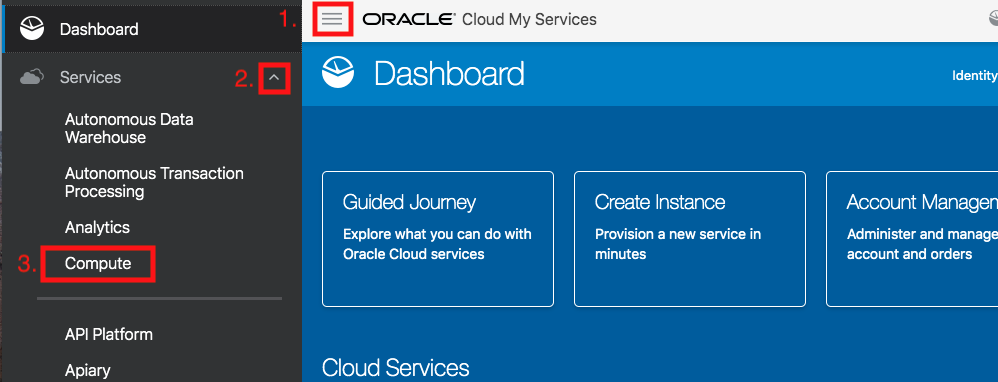 Dashboard
1.
Services
2.
Autonomous Data
Warehouse
Autonomous Transaction
Processing
Analytics
3.
Compute
API Platform
Apiary
ORACLE Cloud My Services
Dashboard
Identity
Guided Journey
Explore what you can do with
Oracle Cloud services
Create Instance
Provision a new service in
minutes
Account Managem
Administer and manage
account and orders
Cloud Services